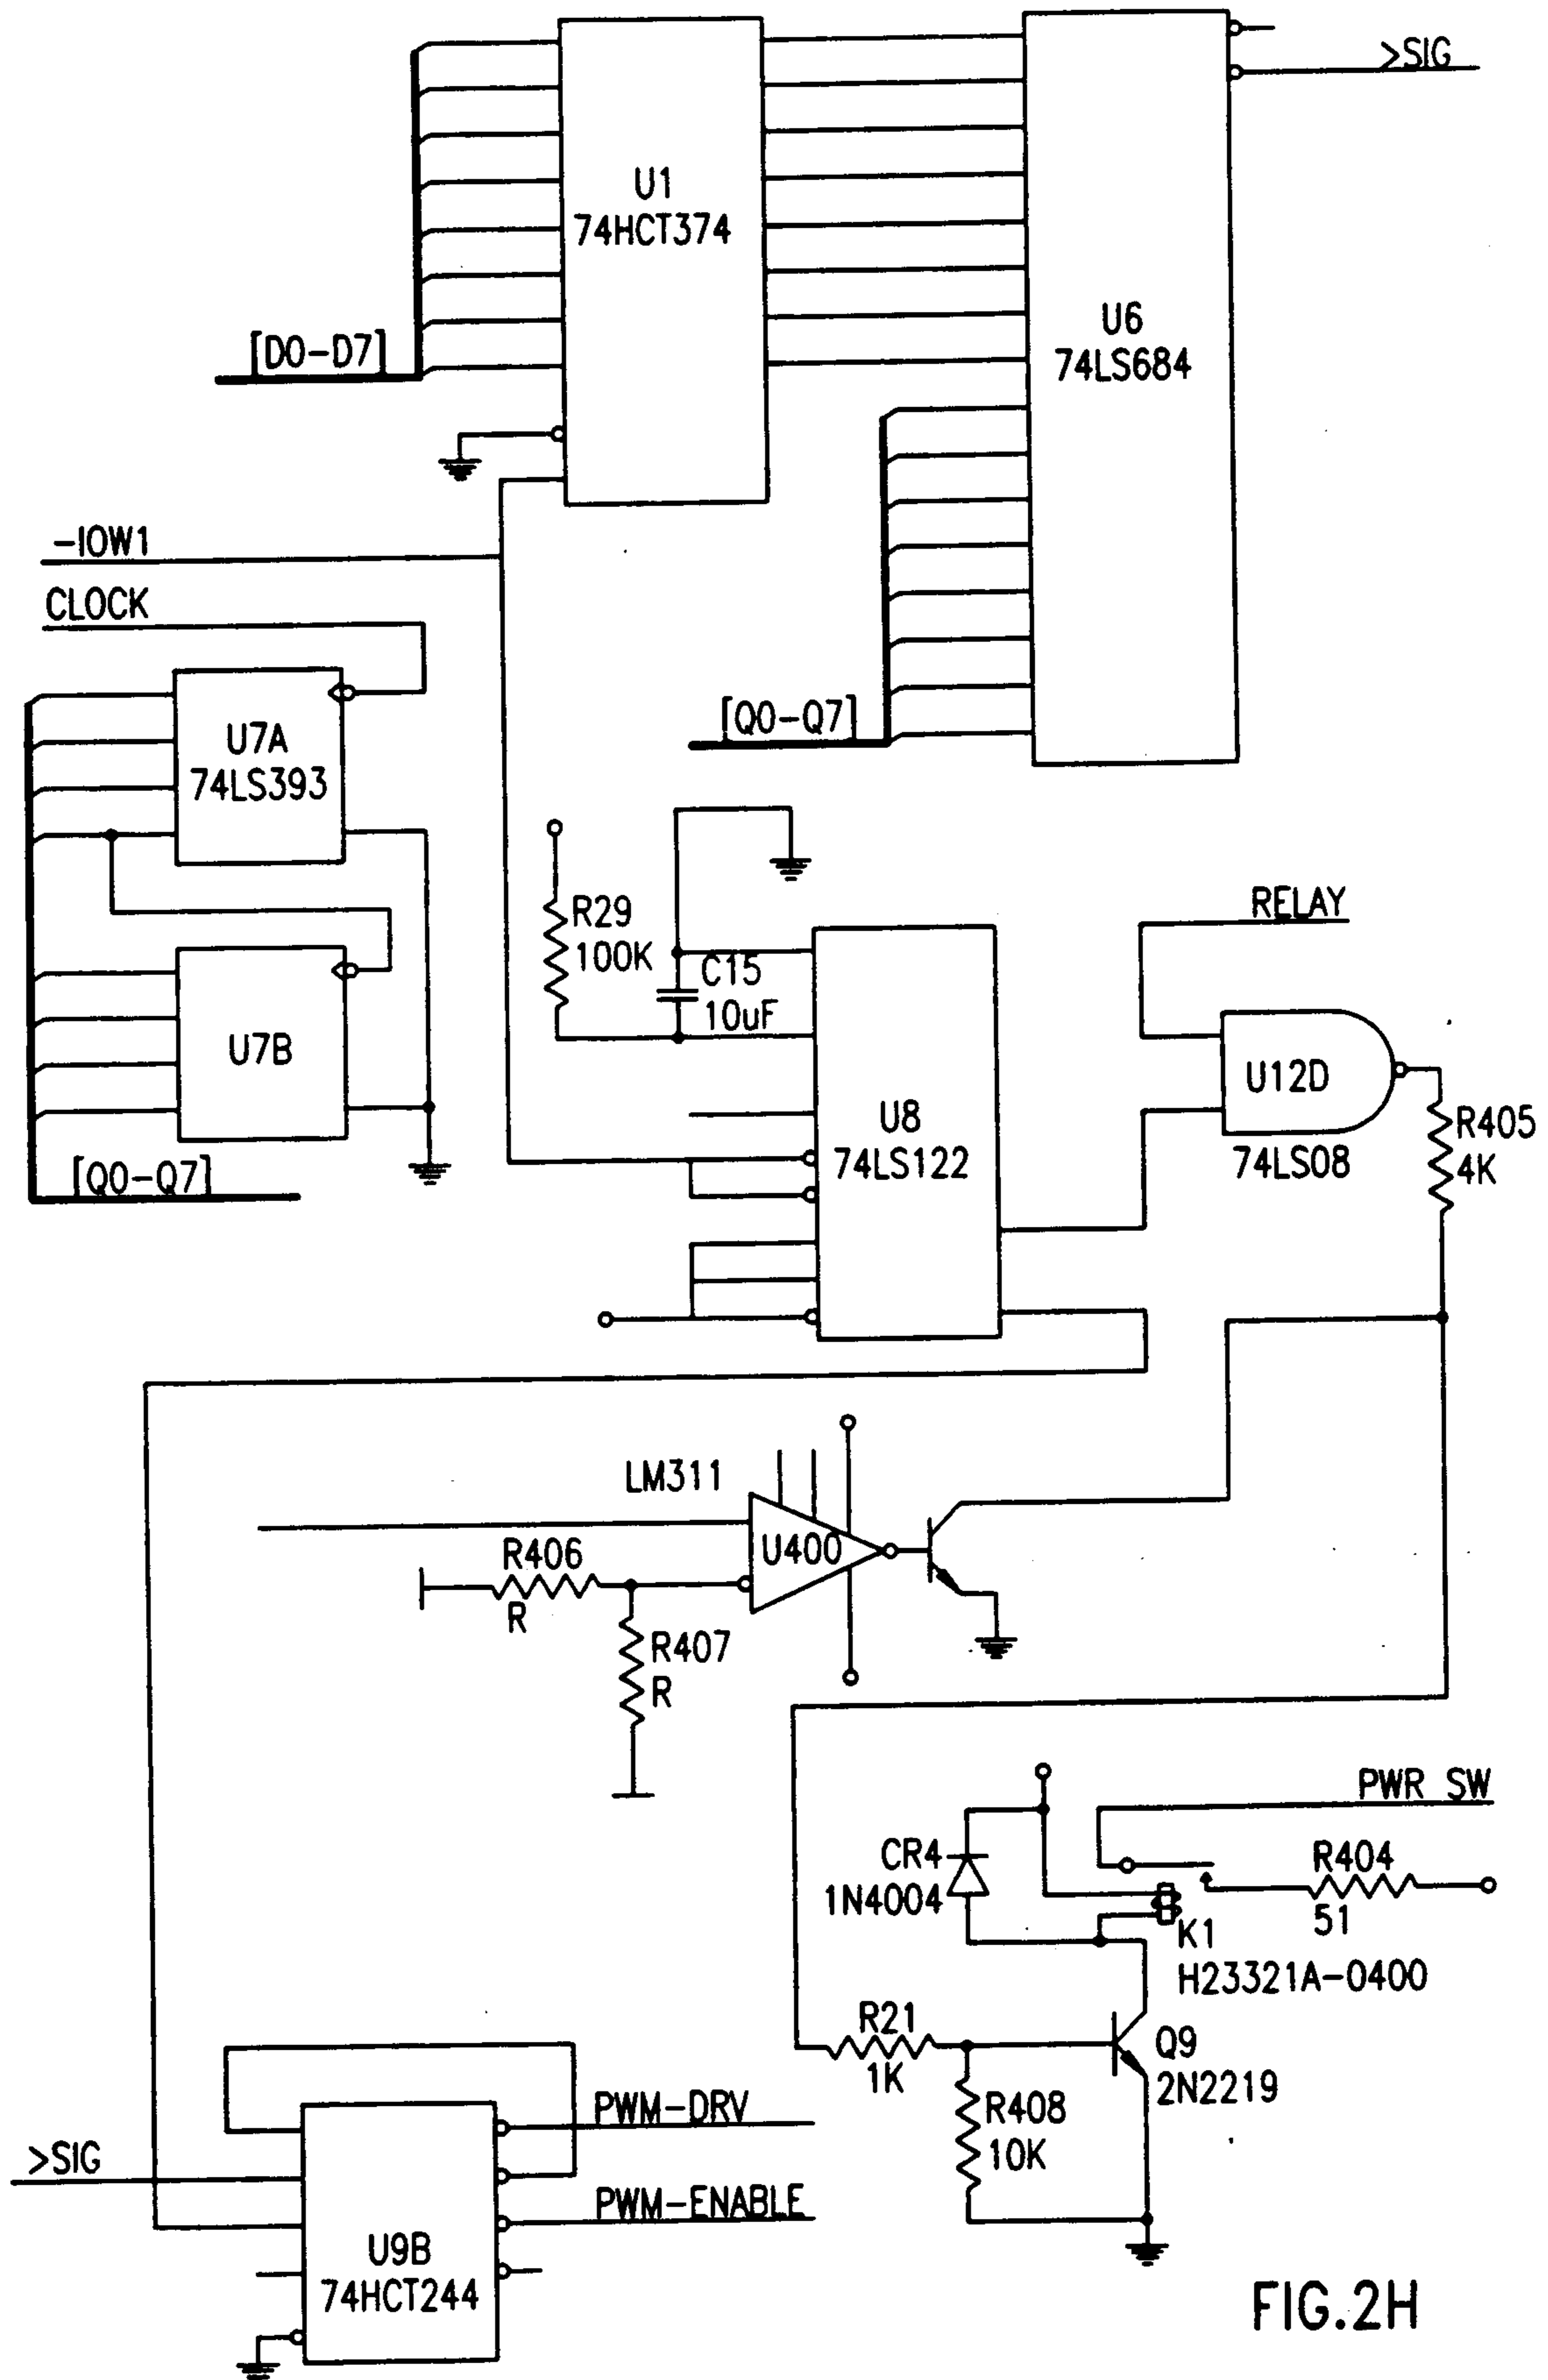 >SIG
U1
74HCT374
U6
74LS684
[D0-D7]
-IOW1
CLOCK
U7A
74LS393
[Q0-Q7]
U7B
[Q0-Q7]
R29
100K
C15
10uF
U8
74LS122
RELAY
U12D
74LS08
R405
4K
LM311
U400
R406
R
R407
R
PWR SW
CR4
1N4004
R404
51
K1
H23321A-0400
R21
1K
Q9
2N2219
R408
10K
>SIG
PWM-DRV
PWM-ENABLE
U9B
74HCT244
FIG.2H